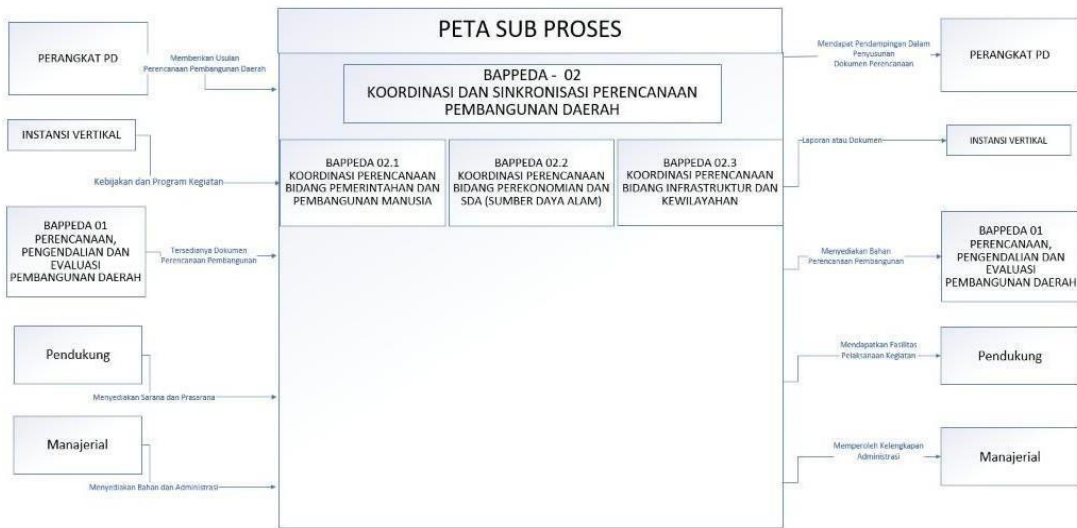 PETA SUB PROSES
BAPPEDA - 02
KOORDINASI DAN SINKRONISASI PERENCANAAN
PEMBANGUNAN DAERAH
BAPPEDA 02.1
KOORDINASI PERENCANAAN
BIDANG PEMERINTAHAN DAN
PEMBANGUNAN MANUSIA
BAPPEDA 02.2
KOORDINASI PERENCANAAN
BIDANG PEREKONOMIAN DAN
SDA (SUMBER DAYA ALAM)
BAPPEDA 02.3
KOORDINASI PERENCANAAN
BIDANG INFRASTRUKTUR DAN
KEWILAYAHAN
PERANGKAT PD
Memberikan Usulan
Perencanaan Pembangunan Daerah
INSTANSI VERTIKAL
Kebijakan dan Program Kegiatan
BAPPEDA 01
PERENCANAAN,
PENGENDALIAN DAN
EVALUASI
PEMBANGUNAN DAERAH
Tersedianya Dokumen
Perencanaan Pembangunan
Pendukung
Menyediakan Sarana dan Prasarana
Manajerial
Menyediakan Bahan dan Administrasi
Mendapat Pendampingan Dalam
Penyusunan
Dokumen Perencanaan
PERANGKAT PD
Laporan atau Dokumen
INSTANSI VERTIKAL
Menyediakan Bahan
Perencanaan Pembangunan
BAPPEDA 01
PERENCANAAN,
PENGENDALIAN DAN
EVALUASI
PEMBANGUNAN DAERAH
Mendapatkan Fasilitas
Pelaksanaan Kegiatan
Pendukung
Memperoleh Kelengkapan
Administrasi
Manajerial